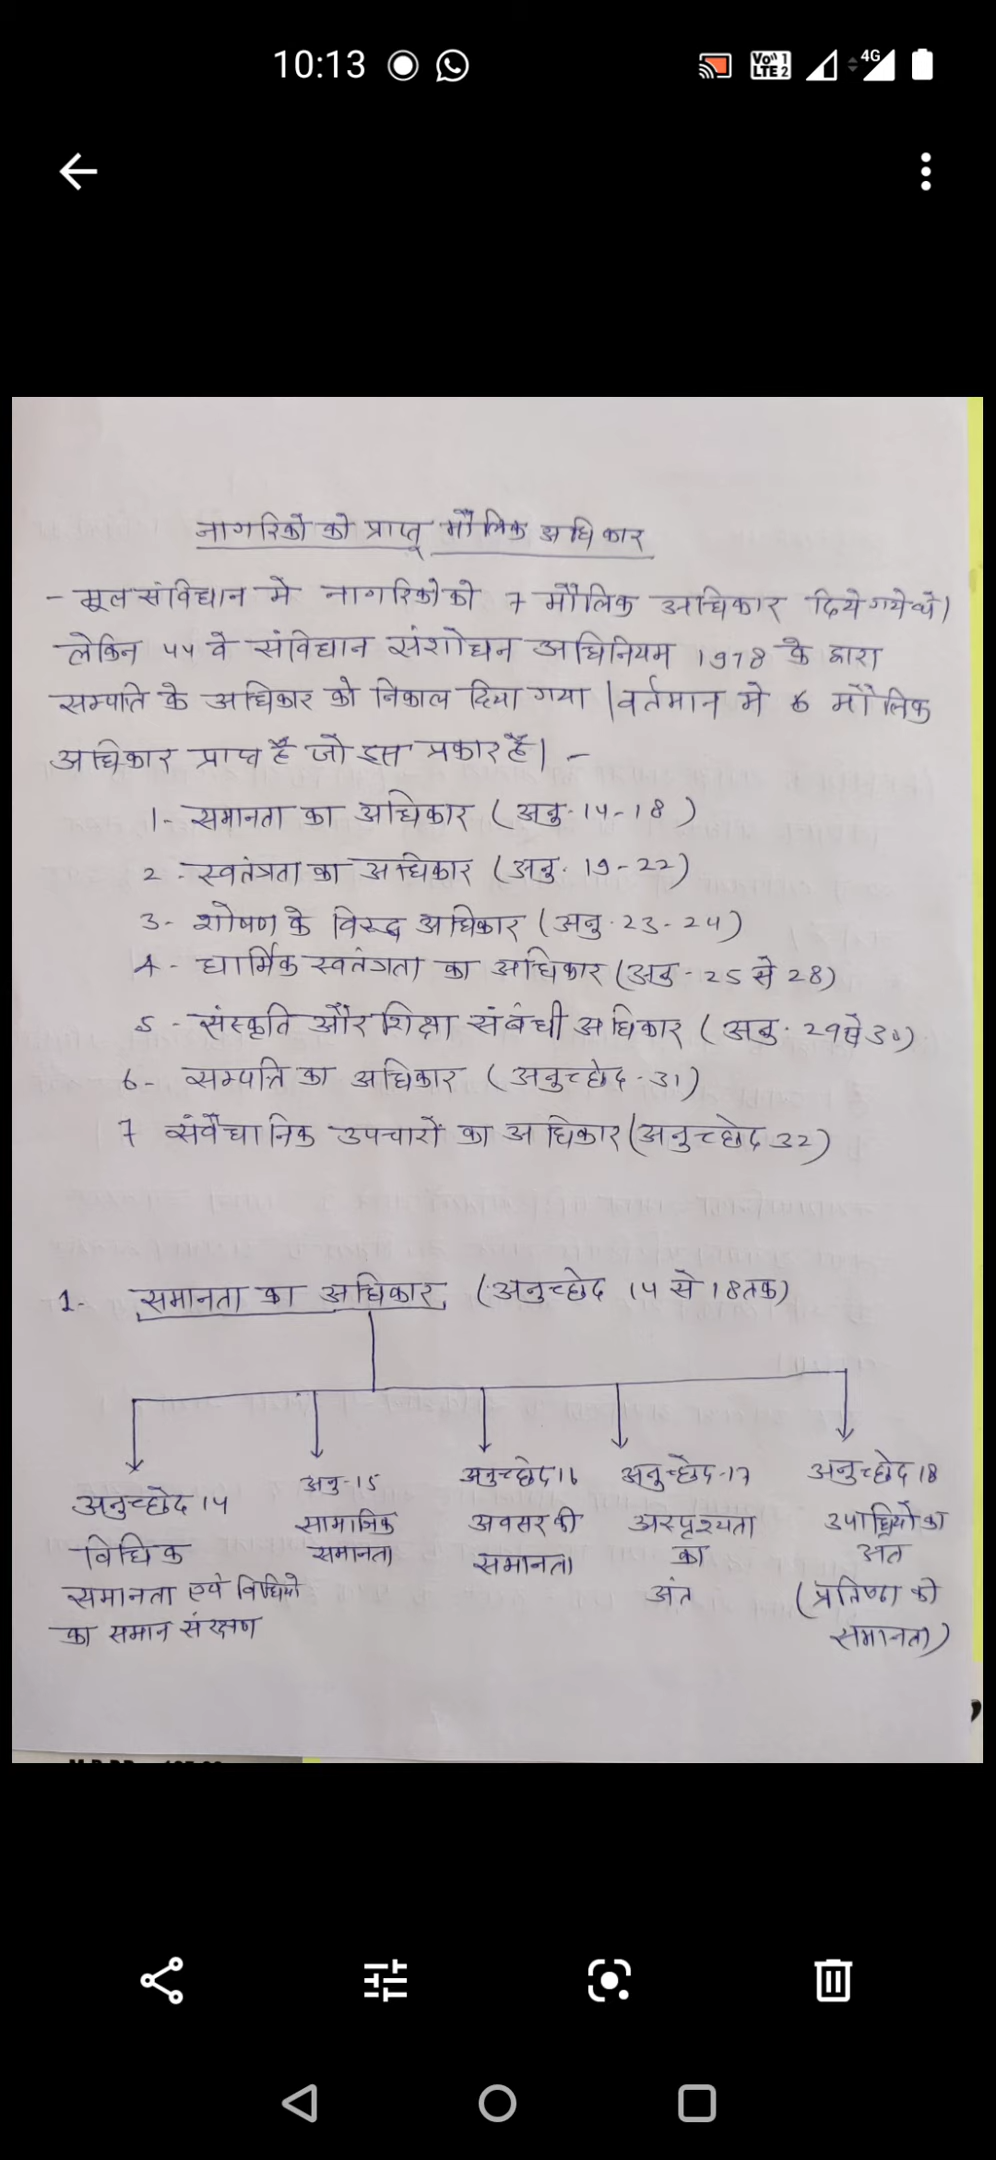 10:13
Vo)) 1
LTE 2
4G
नागरिको को प्राप्त मौलिक अधिकार
- मूल संविधान मे नागरिको को 7 मौलिक अधिकार दिये गये थे।
लेकिन 44 वे संविधान संशोधन अधिनियम 1978 के द्वारा
सम्पति के अधिकार को निकाल दिया गया | वर्तमान मे 6 मौलिक
अधिकार प्राप्त है जो इस प्रकार है। -
1- समानता का अधिकार ( अनु. 14-18 )
2 - स्वतंत्रता का अधिकार ( अनु. 19-22)
3- शोषण के विरुद्ध अधिकार (अनु. 23-24)
4 - धार्मिक स्वतंत्रता का अधिकार (अनु - 25 से 28)
5 - संस्कृति और शिक्षा संबंधी अधिकार ( अनु. 29 से 30)
6- सम्पत्ति का अधिकार ( अनुच्छेद -31)
7 संवैधानिक उपचारों का अधिकार (अनुच्छेद 32)
1- समानता का अधिकार (अनुच्छेद 14 से 18 तक)
अनुच्छेद 14
विधिक
समानता एवं विधियो
का समान संरक्षण
अनु-15
सामाजिक
समानता
अनुच्छेद 16
अवसर की
समानता
अनुच्छेद-17
अस्पृश्यता
का
अंत
अनुच्छेद 18
उपाधियों का
अंत
(प्रतिष्ठा की
समानता)